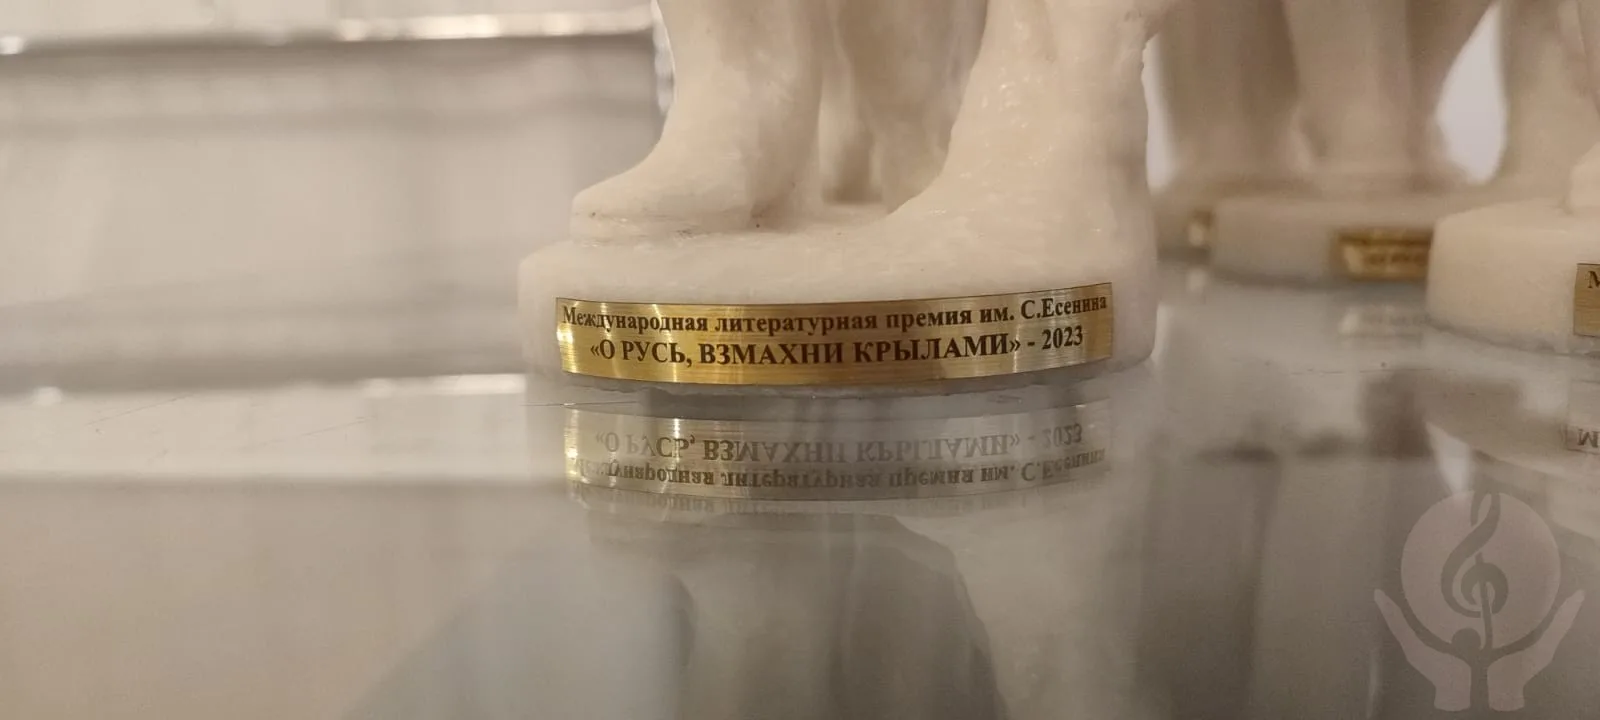 Международная литературная премия им. С.Есенина
«О РУСЬ, ВЗМАХНИ КРЫЛАМИ» - 2023